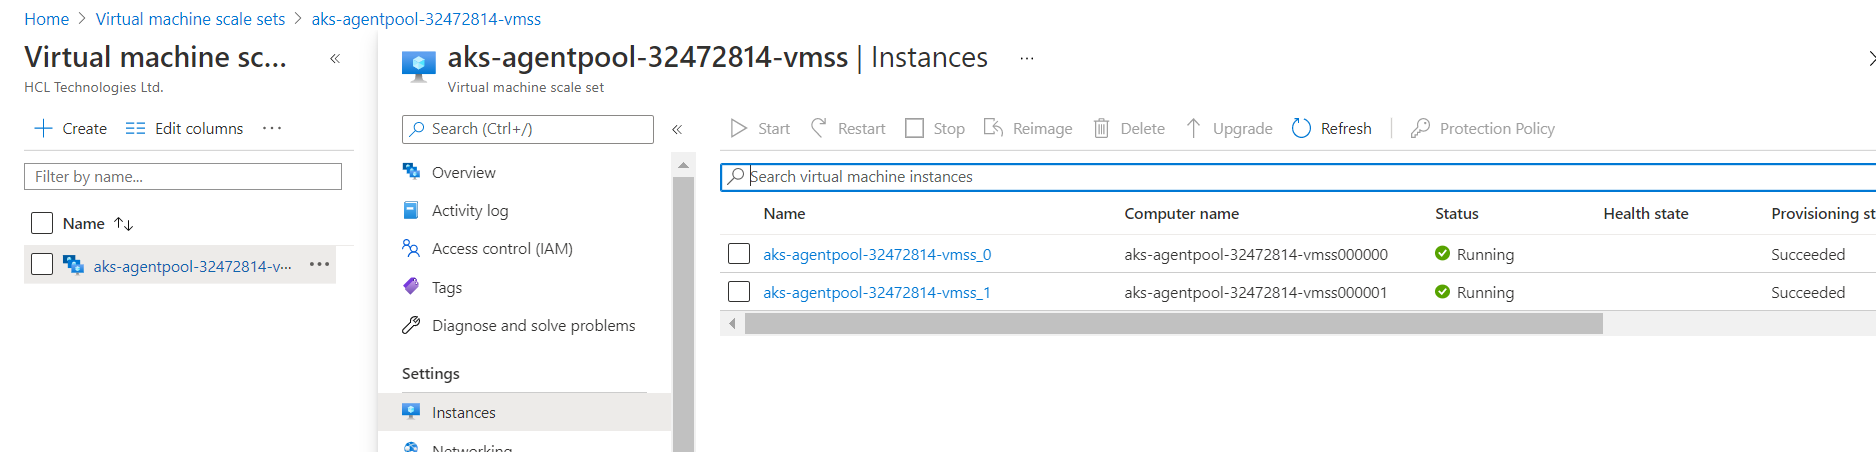 Home > Virtual machine scale sets > aks-agentpool-32472814-vmss
Virtual machine sc... «
HCL Technologies Ltd.
Create Edit columns ...
Filter by name...
Name ↑↓
aks-agentpool-32472814-v... ...
aks-agentpool-32472814-vmss | Instances ...
Virtual machine scale set
Search (Ctrl+/) «
Overview
Activity log
Access control (IAM)
Tags
Diagnose and solve problems
Settings
Instances
Networking
Start Restart Stop Reimage Delete Upgrade Refresh Protection Policy
Search virtual machine instances
Name Computer name Status Health state Provisioning st
aks-agentpool-32472814-vmss_0 aks-agentpool-32472814-vmss000000 Running Succeeded
aks-agentpool-32472814-vmss_1 aks-agentpool-32472814-vmss000001 Running Succeeded